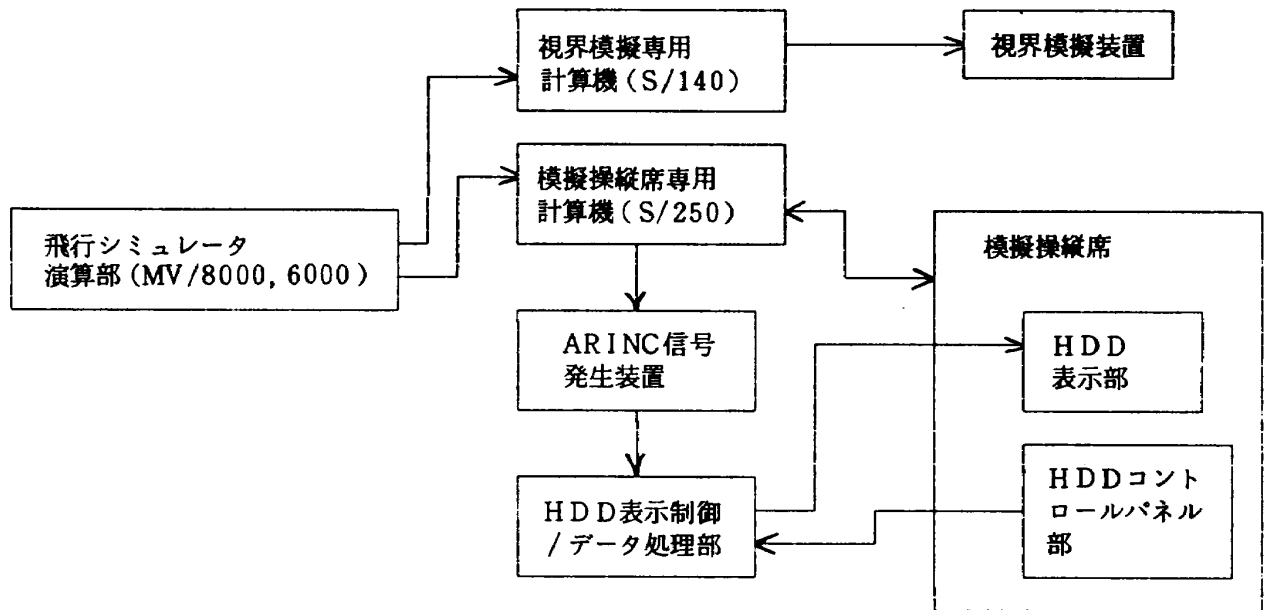 視界模擬専用
計算機(S/140)
視界模擬装置
模擬操縦席専用
計算機(S/250)
飛行シミュレータ
演算部(MV/8000, 6000)
模擬操縦席
ARINC信号
発生装置
HDD
表示部
HDD表示制御
/データ処理部
HDDコント
ロールパネル
部